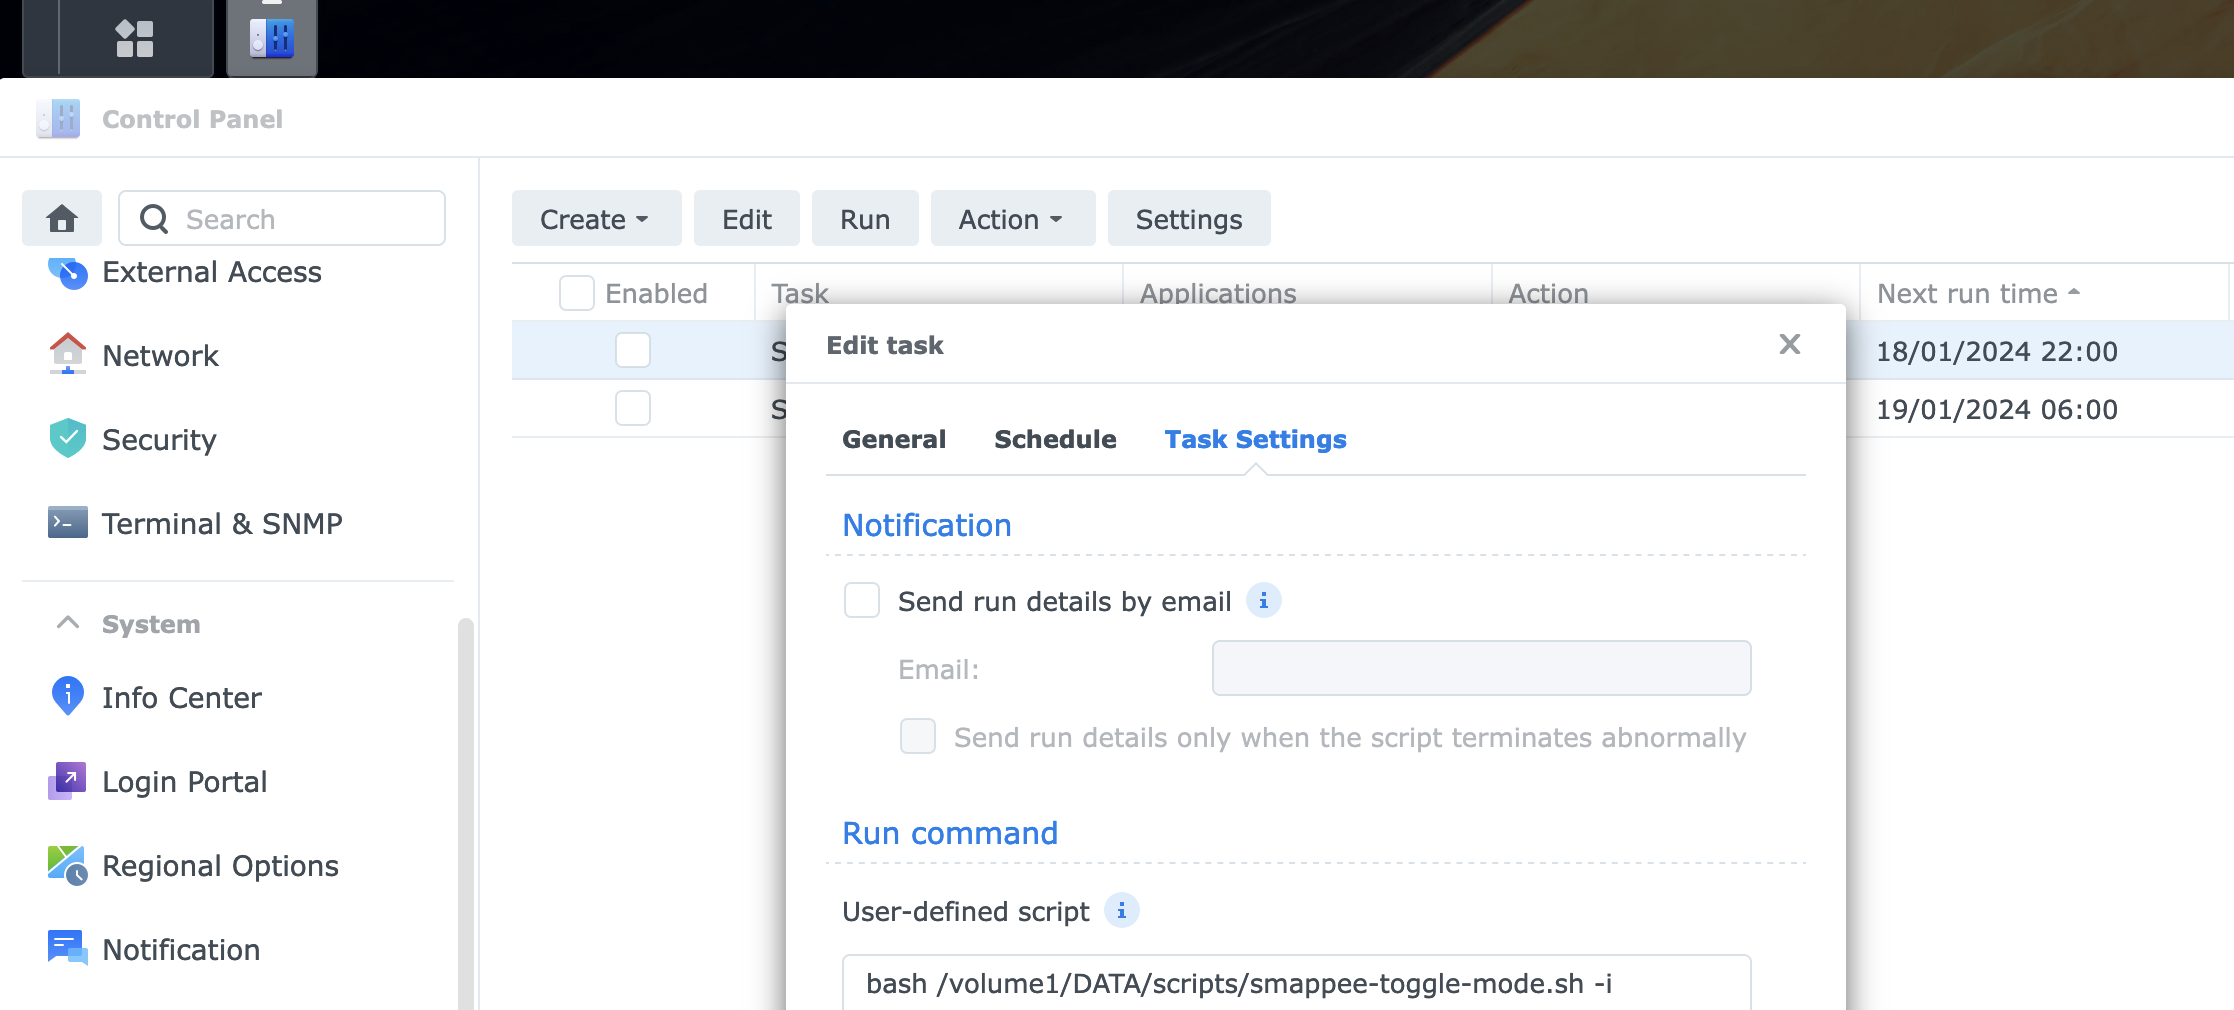 Control Panel
Search
External Access
Network
Security
Terminal & SNMP
System
Info Center
Login Portal
Regional Options
Notification
Create
Edit
Run
Action
Settings
Enabled
Task
Applications
Action
Next run time
S
18/01/2024 22:00
S
19/01/2024 06:00
Edit task
General
Schedule
Task Settings
Notification
Send run details by email
Email:
Send run details only when the script terminates abnormally
Run command
User-defined script
bash /volume1/DATA/scripts/smappee-toggle-mode.sh -i